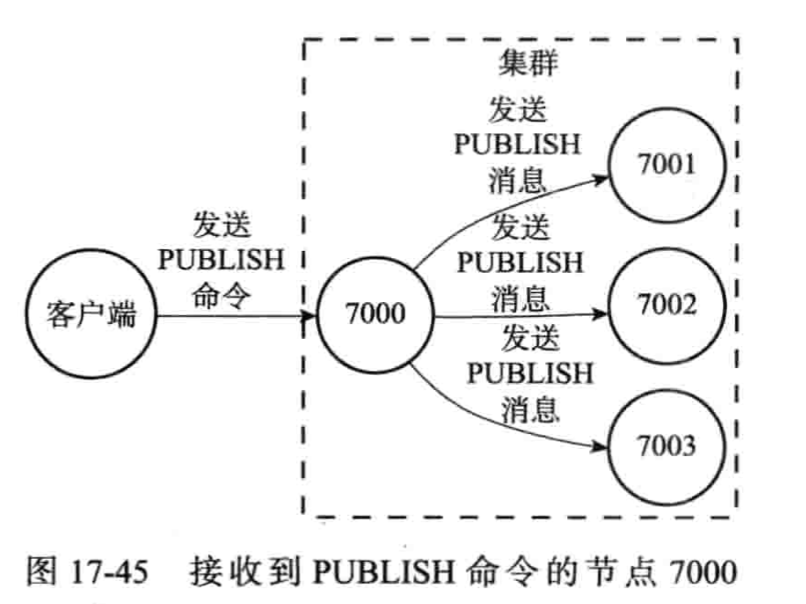 集群
发送
PUBLISH
消息
7001
发送
PUBLISH
命令
发送
PUBLISH
消息
客户端
7000
7002
发送
PUBLISH
消息
7003
图 17-45 接收到 PUBLISH 命令的节点 7000